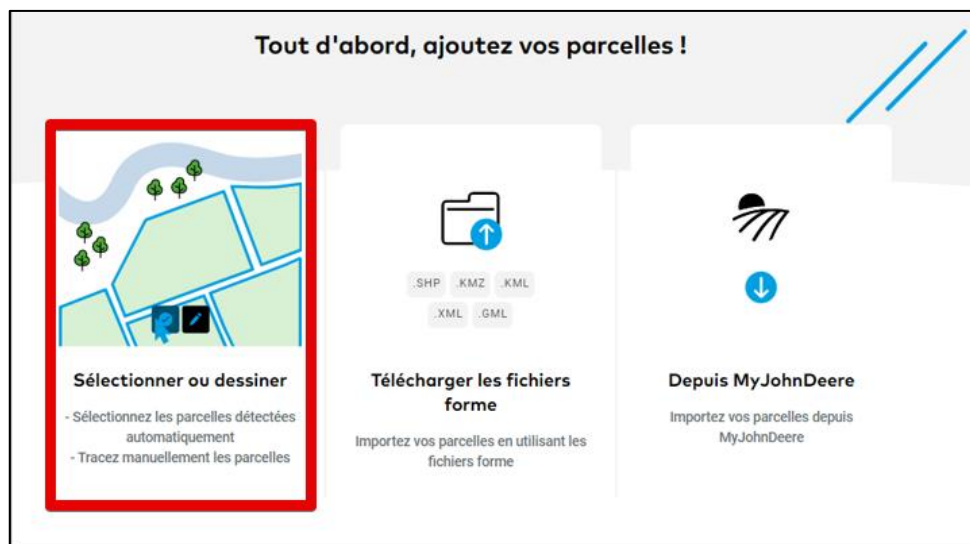 Tout d'abord, ajoutez vos parcelles !
Sélectionner ou dessiner
- Sélectionnez les parcelles détectées
automatiquement
- Tracez manuellement les parcelles
.SHP .KMZ .KML
.XML .GML
Télécharger les fichiers
forme
Importez vos parcelles en utilisant les
fichiers forme
Depuis MyJohnDeere
Importez vos parcelles depuis
MyJohnDeere